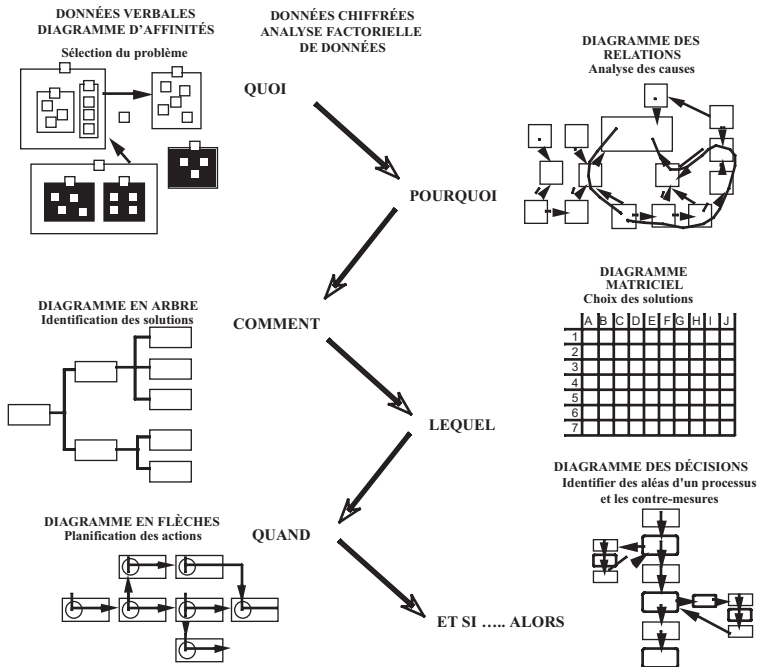 DONNÉES VERBALES
DIAGRAMME D’AFFINITÉS
Sélection du problème
DONNÉES CHIFFRÉES
ANALYSE FACTORIELLE
DE DONNÉES
QUOI
DIAGRAMME DES
RELATIONS
Analyse des causes
POURQUOI
DIAGRAMME EN ARBRE
Identification des solutions
COMMENT
DIAGRAMME
MATRICIEL
Choix des solutions
A B C D E F G H I J
1
2
3
4
5
6
7
LEQUEL
DIAGRAMME EN FLÈCHES
Planification des actions
QUAND
DIAGRAMME DES DÉCISIONS
Identifier des aléas d'un processus
et les contre-mesures
ET SI ….. ALORS